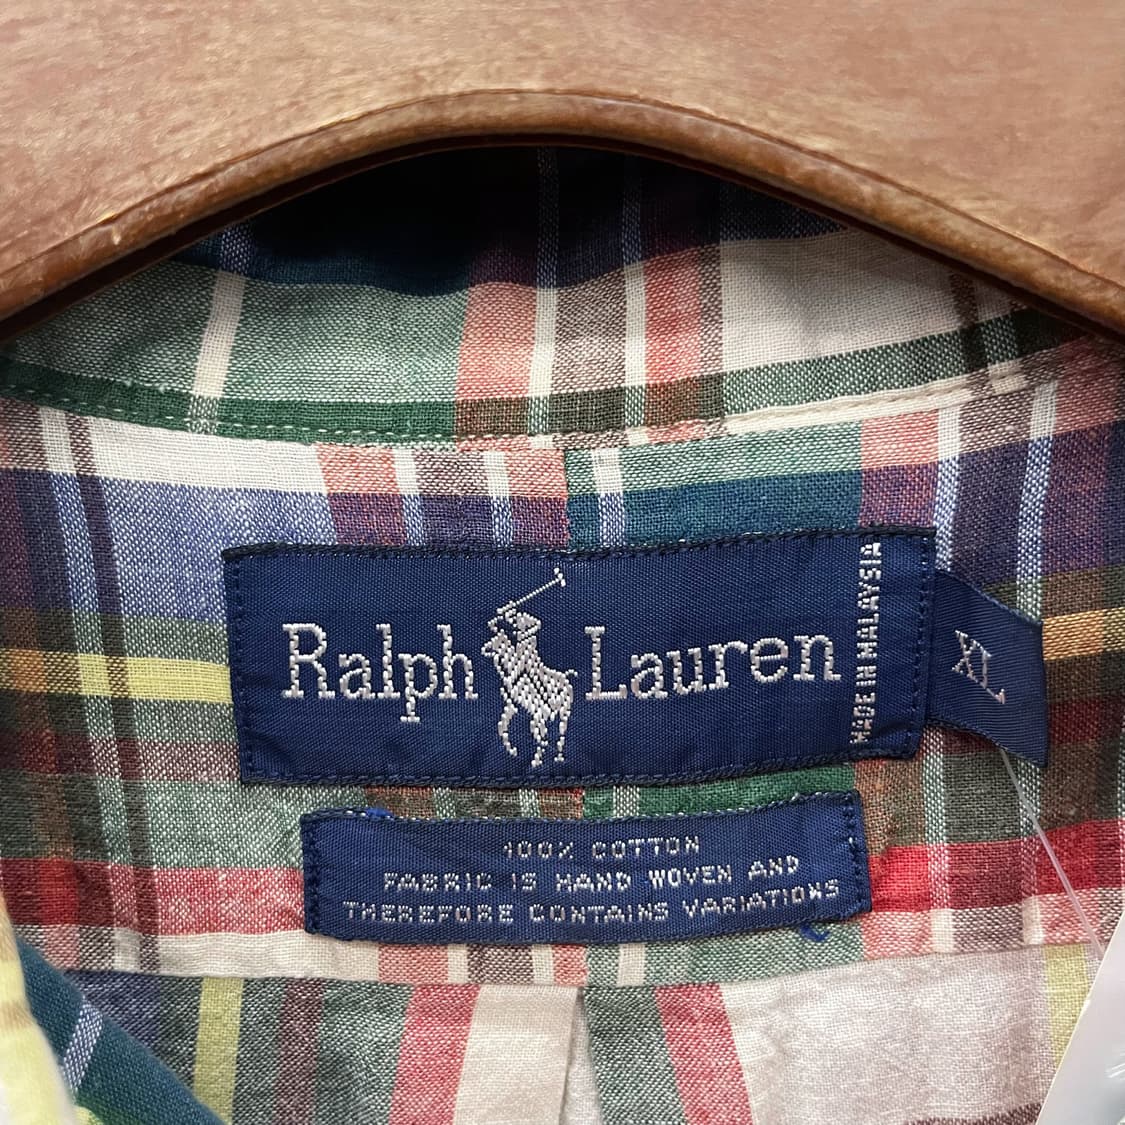 Ralph Lauren
MADE IN MALAYSIA
XL
100% COTTON
FABRIC IS HAND WOVEN AND
THEREFORE CONTAINS VARIATIONS